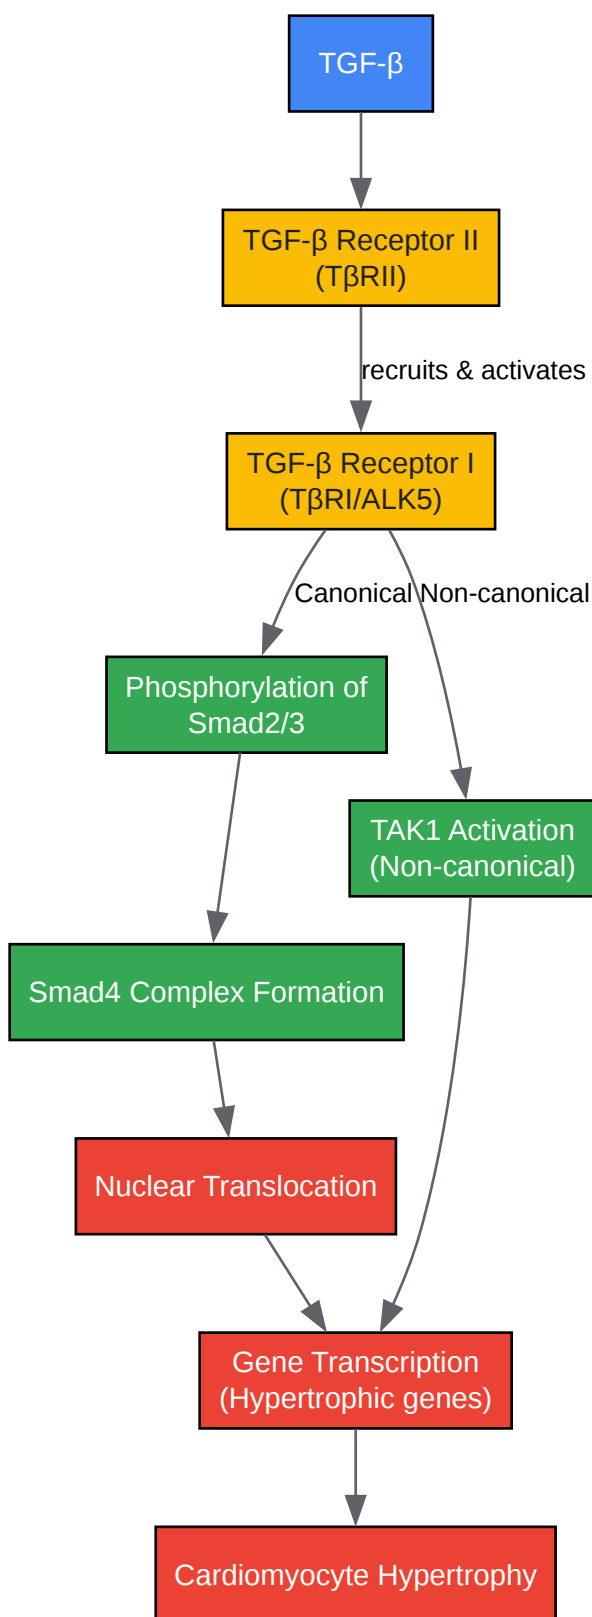 TGF-β
TGF-β Receptor II
(TβRII)
recruits & activates
TGF-β Receptor I
(TβRI/ALK5)
Canonical
Non-canonical
Phosphorylation of
Smad2/3
TAK1 Activation
(Non-canonical)
Smad4 Complex Formation
Nuclear Translocation
Gene Transcription
(Hypertrophic genes)
Cardiomyocyte Hypertrophy